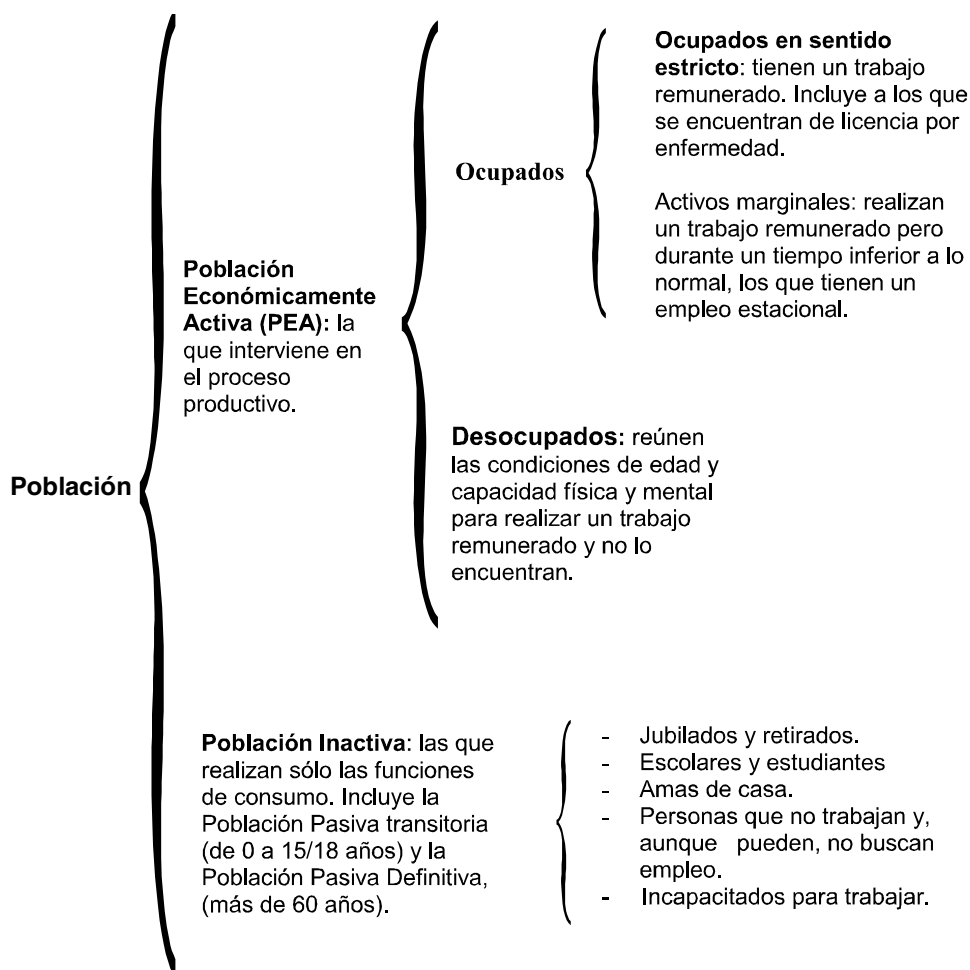 Población
Población
Económicamente
Activa (PEA): la
que interviene en
el proceso
productivo.
Ocupados
Ocupados en sentido
estricto: tienen un trabajo
remunerado. Incluye a los que
se encuentran de licencia por
enfermedad.
Activos marginales: realizan
un trabajo remunerado pero
durante un tiempo inferior a lo
normal, los que tienen un
empleo estacional.
Desocupados: reúnen
las condiciones de edad y
capacidad física y mental
para realizar un trabajo
remunerado y no lo
encuentran.
Población Inactiva: las que
realizan sólo las funciones
de consumo. Incluye la
Población Pasiva transitoria
(de 0 a 15/18 años) y la
Población Pasiva Definitiva,
(más de 60 años).
- Jubilados y retirados.
- Escolares y estudiantes
- Amas de casa.
- Personas que no trabajan y,
aunque pueden, no buscan
empleo.
- Incapacitados para trabajar.